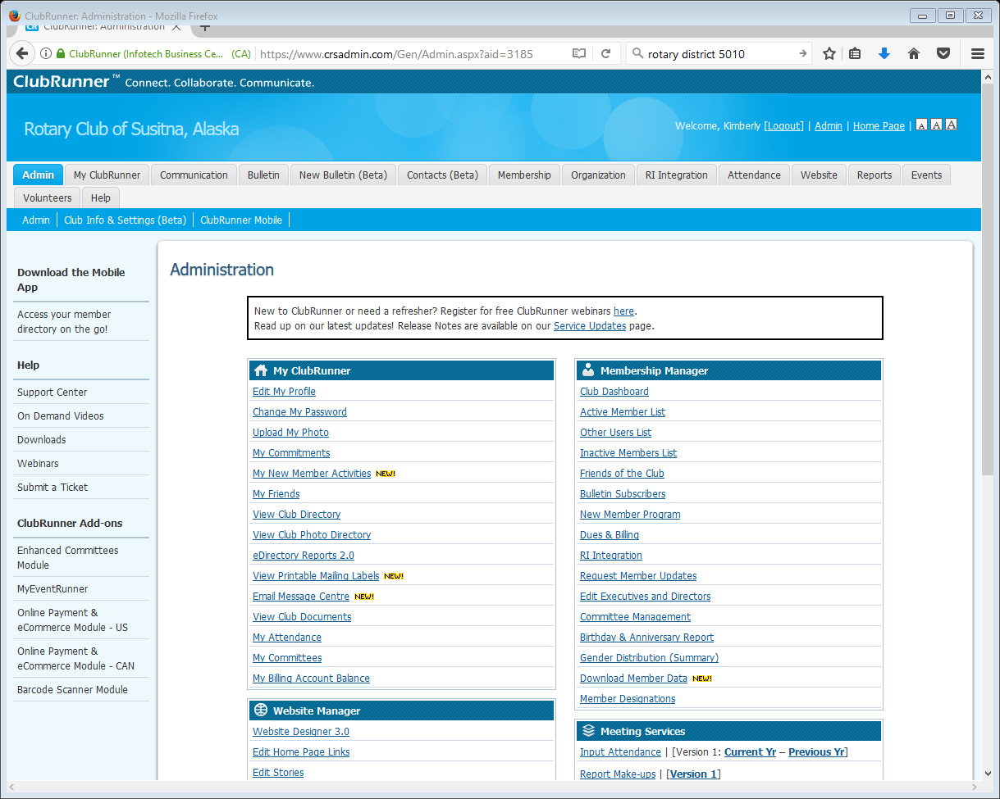 ClubRunner: Administration - Mozilla Firefox
ClubRunner: Administration
ClubRunner (Infotech Business Ce... (CA) https://www.crsadmin.com/Gen/Admin.aspx?aid=3185 rotary district 5010
ClubRunner™ Connect. Collaborate. Communicate.
Rotary Club of Susitna, Alaska
Welcome, Kimberly [Logout] | Admin | Home Page | A A A
Admin My ClubRunner Communication Bulletin New Bulletin (Beta) Contacts (Beta) Membership Organization RI Integration Attendance Website Reports Events
Volunteers Help
Admin Club Info & Settings (Beta) ClubRunner Mobile
Download the Mobile
App
Access your member
directory on the go!
Help
Support Center
On Demand Videos
Downloads
Webinars
Submit a Ticket
ClubRunner Add-ons
Enhanced Committees
Module
MyEventRunner
Online Payment &
eCommerce Module - US
Online Payment &
eCommerce Module - CAN
Barcode Scanner Module
Administration
New to ClubRunner or need a refresher? Register for free ClubRunner webinars here.
Read up on our latest updates! Release Notes are available on our Service Updates page.
My ClubRunner
Edit My Profile
Change My Password
Upload My Photo
My Commitments
My New Member Activities NEW!
My Friends
View Club Directory
View Club Photo Directory
eDirectory Reports 2.0
View Printable Mailing Labels NEW!
Email Message Centre NEW!
View Club Documents
My Attendance
My Committees
My Billing Account Balance
Website Manager
Website Designer 3.0
Edit Home Page Links
Edit Stories
Membership Manager
Club Dashboard
Active Member List
Other Users List
Inactive Members List
Friends of the Club
Bulletin Subscribers
New Member Program
Dues & Billing
RI Integration
Request Member Updates
Edit Executives and Directors
Committee Management
Birthday & Anniversary Report
Gender Distribution (Summary)
Download Member Data NEW!
Member Designations
Meeting Services
Input Attendance | [Version 1: Current Yr – Previous Yr]
Report Make-ups | [Version 1]